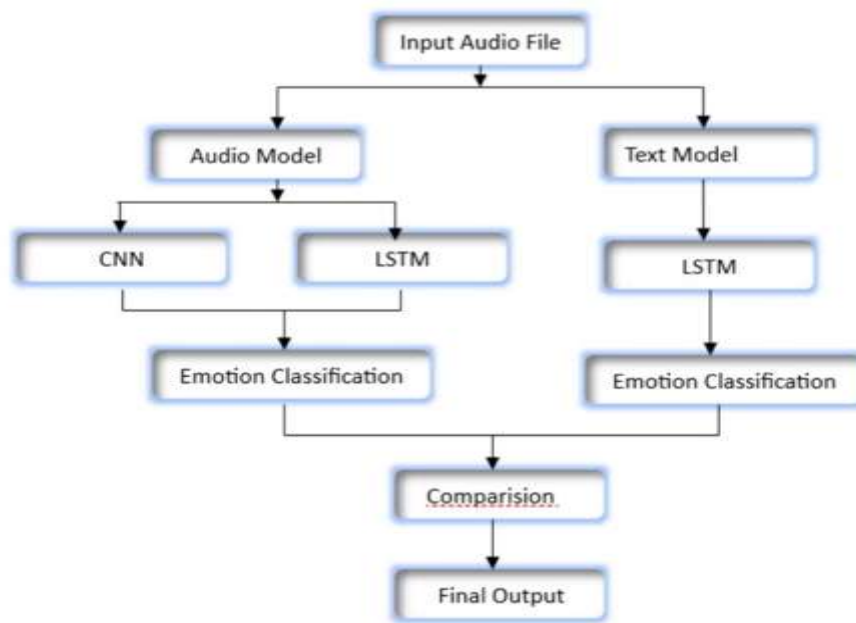 Input Audio File
Audio Model
Text Model
CNN
LSTM
LSTM
Emotion Classification
Emotion Classification
Comparision
Final Output